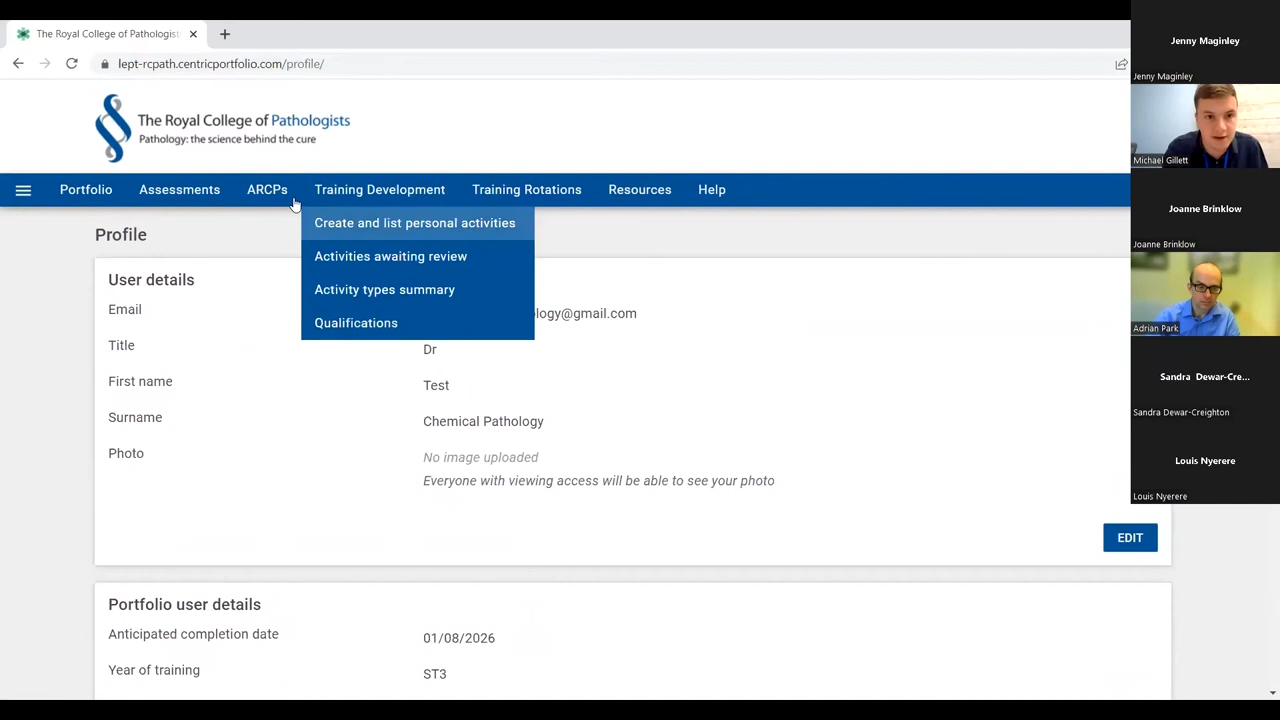 The Royal College of Pathologist
lept-rcpath.centricportfolio.com/profile/
The Royal College of Pathologists
Pathology: the science behind the cure
Portfolio Assessments ARCPs Training Development Training Rotations Resources Help
Create and list personal activities
Activities awaiting review
Activity types summary
Qualifications
Profile
User details
Email logy@gmail.com
Title Dr
First name Test
Surname Chemical Pathology
Photo No image uploaded
Everyone with viewing access will be able to see your photo
EDIT
Portfolio user details
Anticipated completion date 01/08/2026
Year of training ST3
Jenny Maginley
Jenny Maginley
Michael Gillett
Joanne Brinklow
Joanne Brinklow
Adrian Park
Sandra Dewar-Cre...
Sandra Dewar-Creighton
Louis Nyerere
Louis Nyerere